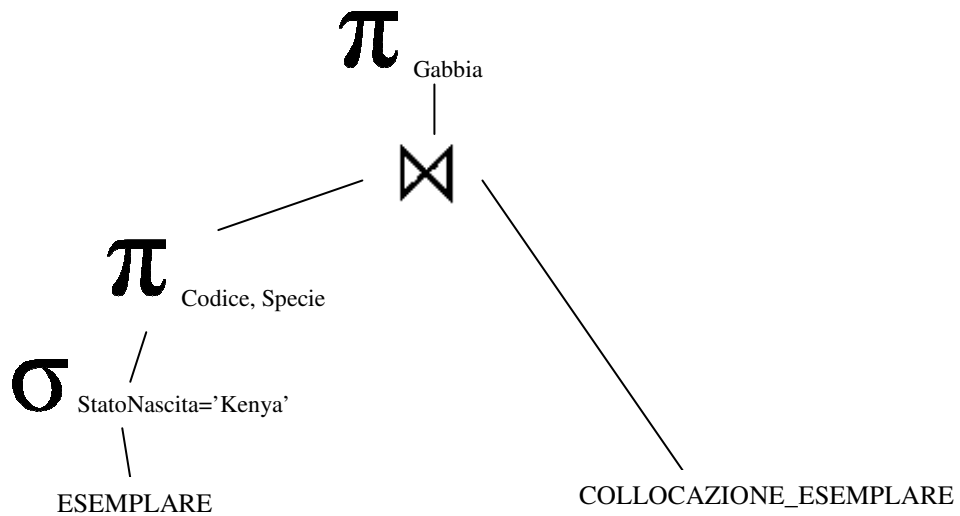 π Gabbia
⋈
π Codice, Specie
σ StatoNascita=’Kenya’
ESEMPLARE
COLLOCAZIONE_ESEMPLARE